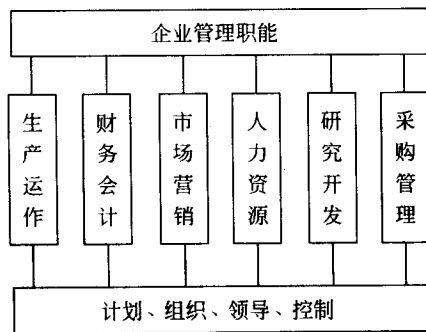 企业管理职能
生产运作
财务会计
市场营销
人力资源
研究开发
采购管理
计划、组织、领导、控制